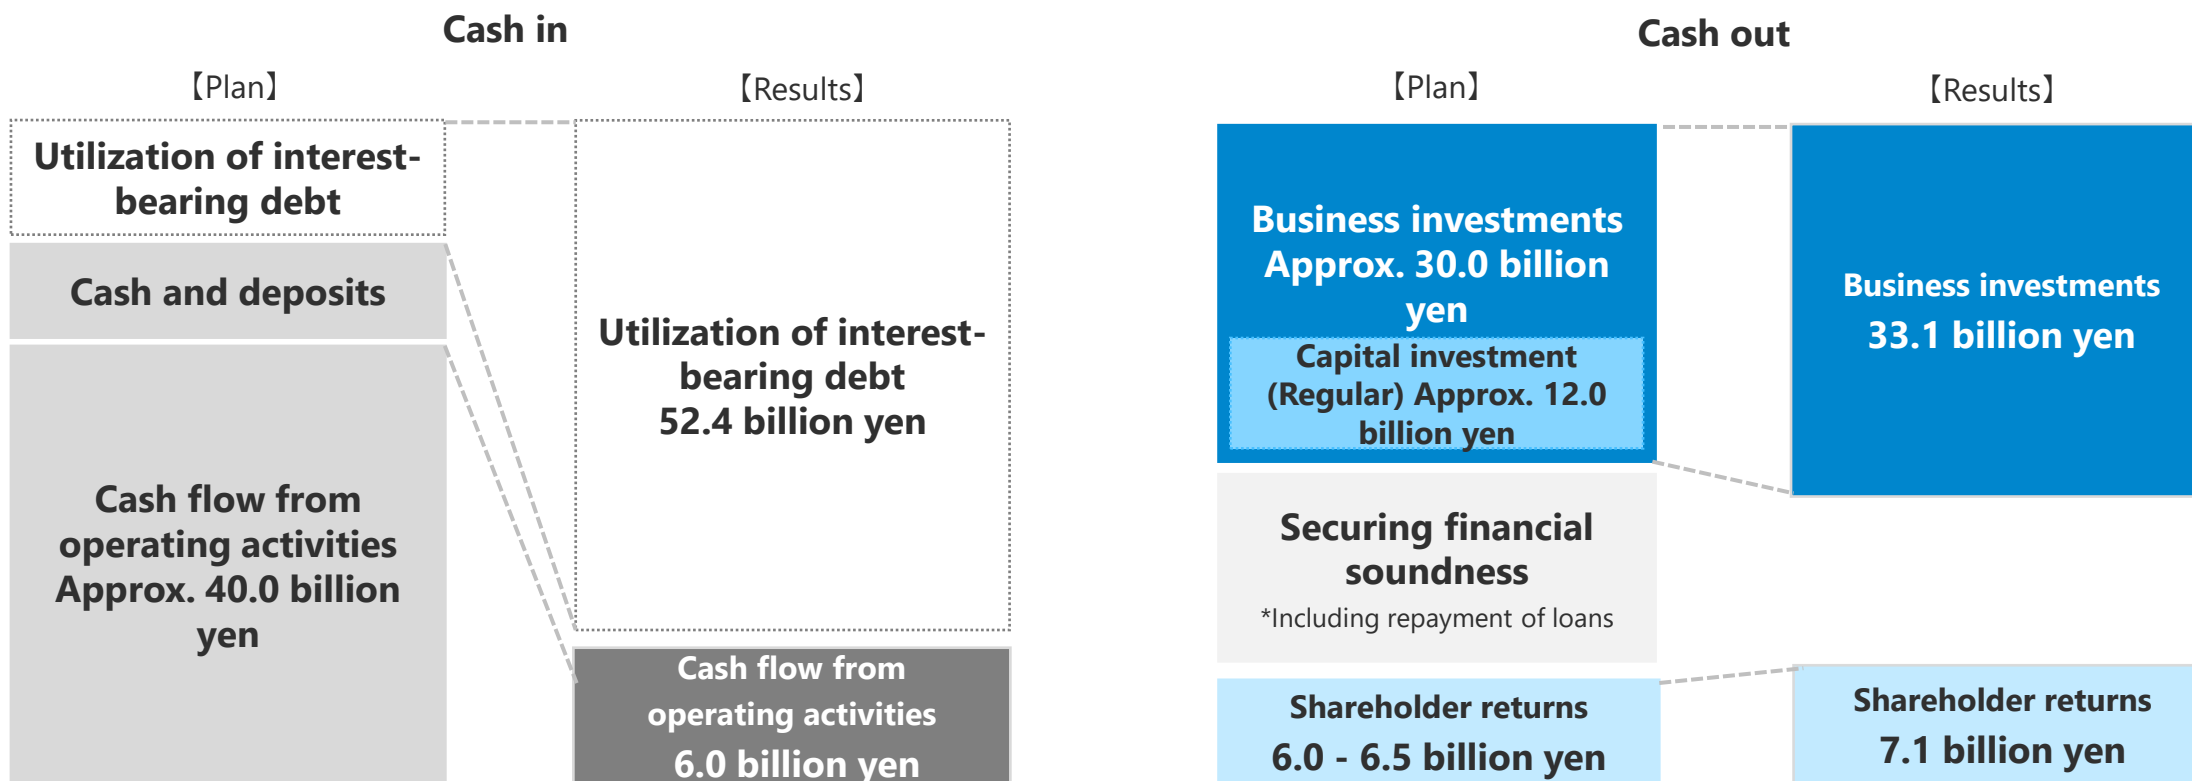 Cash in
【Plan】
【Results】
Utilization of interest-
bearing debt
Cash and deposits
Cash flow from
operating activities
Approx. 40.0 billion
yen
Utilization of interest-
bearing debt
52.4 billion yen
Cash flow from
operating activities
6.0 billion yen
Cash out
【Plan】
【Results】
Business investments
Approx. 30.0 billion
yen
Capital investment
(Regular) Approx. 12.0
billion yen
Securing financial
soundness
*Including repayment of loans
Shareholder returns
6.0 - 6.5 billion yen
Business investments
33.1 billion yen
Shareholder returns
7.1 billion yen